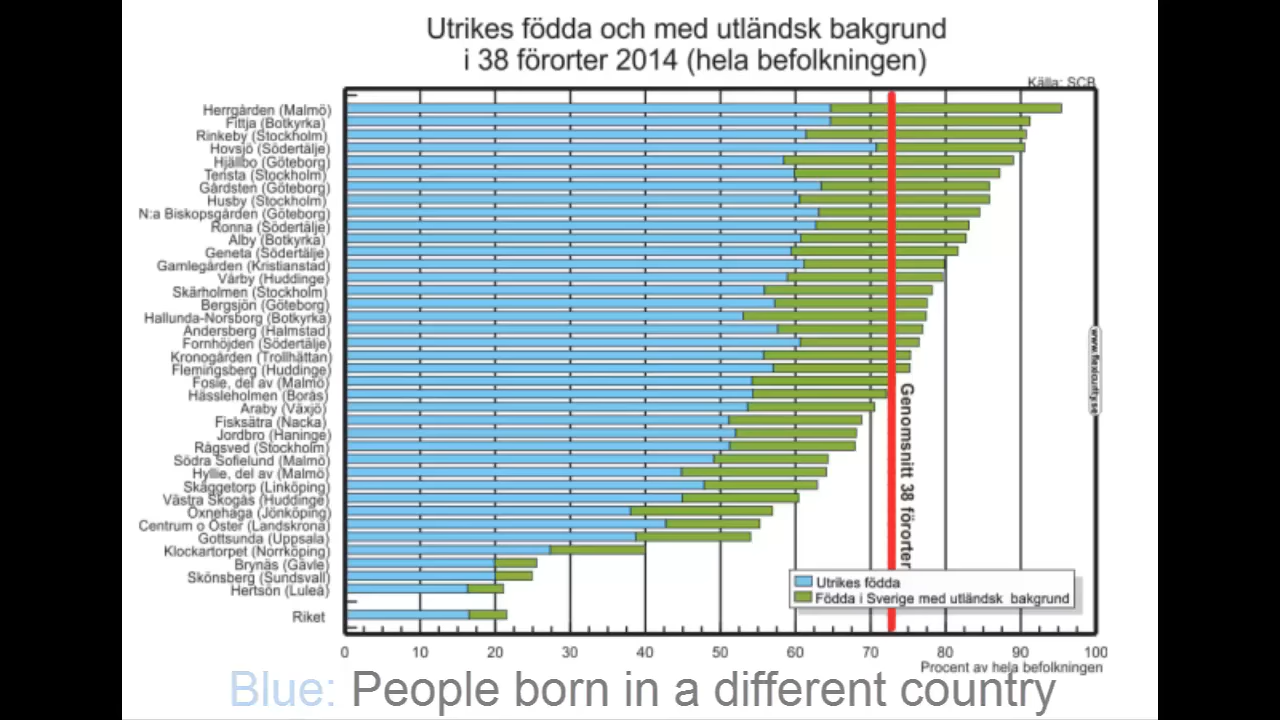 Utrikes födda och med utländsk bakgrund
i 38 förorter 2014 (hela befolkningen)
Källa: SCB
Herrgården (Malmö)
Fittja (Botkyrka)
Rinkeby (Stockholm)
Hovsjö (Södertälje)
Hjällbo (Göteborg)
Tensta (Stockholm)
Gårdsten (Göteborg)
Husby (Stockholm)
N:a Biskopsgården (Göteborg)
Ronna (Södertälje)
Alby (Botkyrka)
Geneta (Södertälje)
Gamlegården (Kristianstad)
Vårby (Huddinge)
Skärholmen (Stockholm)
Bergsjön (Göteborg)
Hallunda-Norsborg (Botkyrka)
Andersberg (Halmstad)
Fornhöjden (Södertälje)
Kronogården (Trollhättan)
Flemingsberg (Huddinge)
Fosie, del av (Malmö)
Hässleholmen (Borås)
Araby (Växjö)
Fisksätra (Nacka)
Jordbro (Haninge)
Rågsved (Stockholm)
Södra Sofielund (Malmö)
Hyllie, del av (Malmö)
Skäggetorp (Linköping)
Västra Skogås (Huddinge)
Öxnehaga (Jönköping)
Centrum o Öster (Landskrona)
Gottsunda (Uppsala)
Klockartorpet (Norrköping)
Brynäs (Gävle)
Skönsberg (Sundsvall)
Hertsön (Luleå)
Riket
Genomsnitt 38 förorter
Utrikes födda
Födda i Sverige med utländsk bakgrund
0 10 20 30 40 50 60 70 80 90 100
Procent av hela befolkningen
Blue: People born in a different country